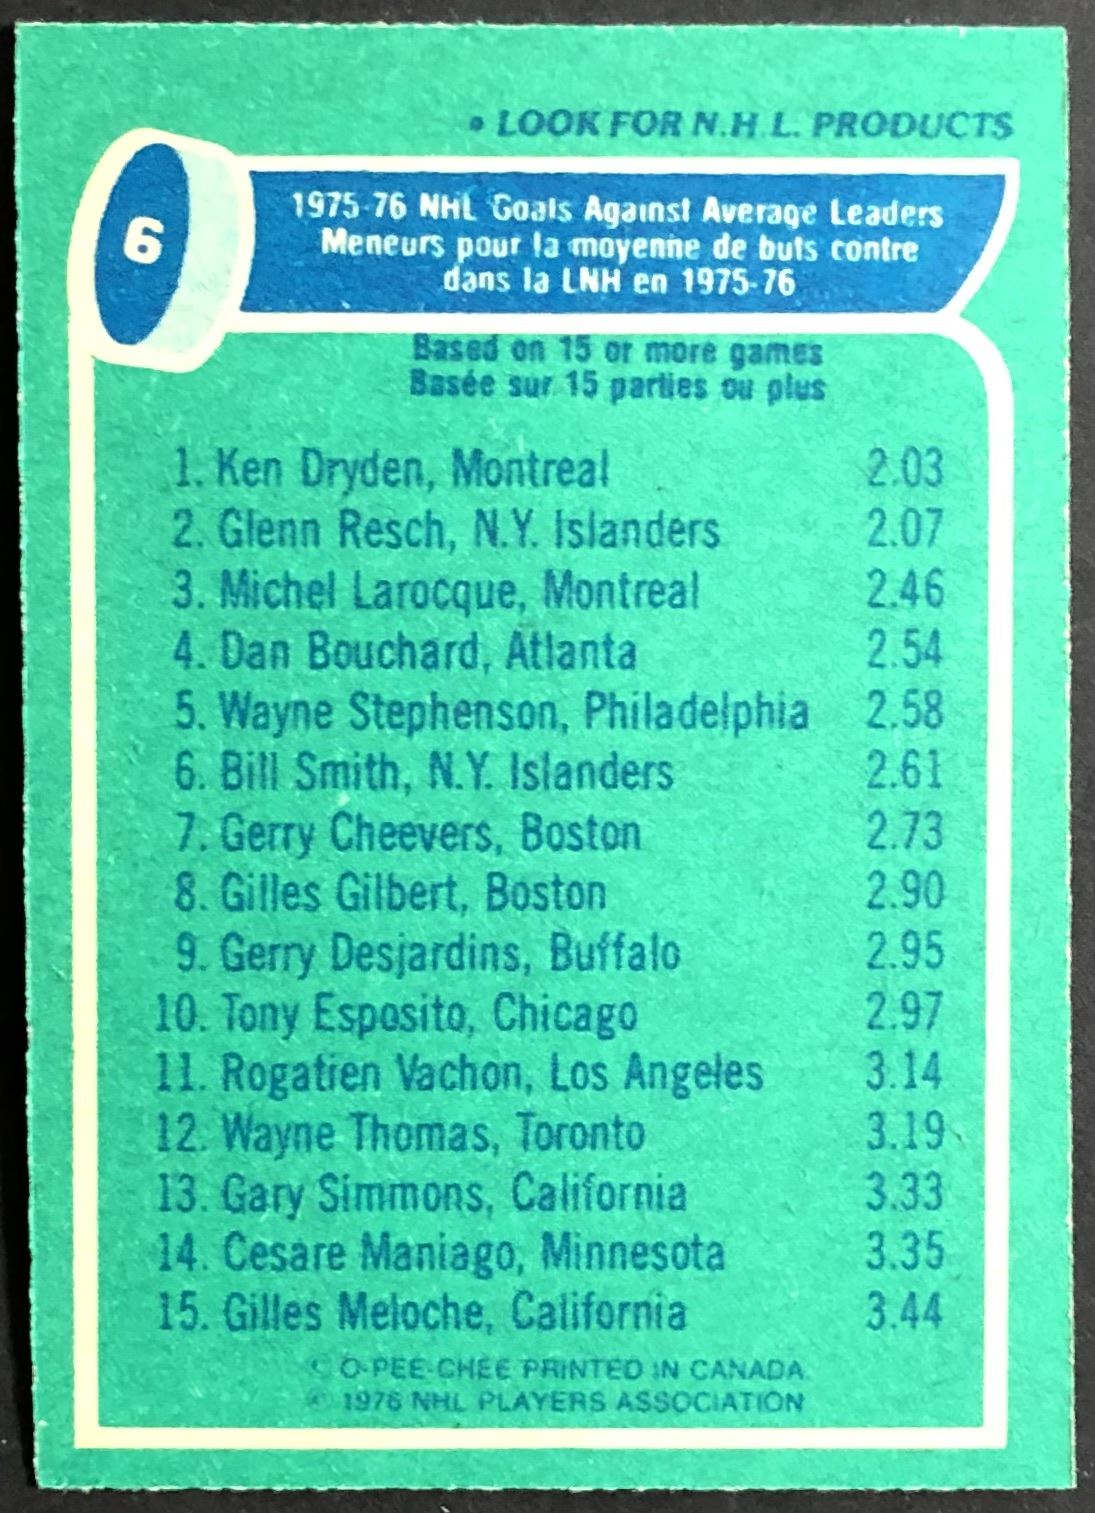 • LOOK FOR N.H.L. PRODUCTS
6
1975-76 NHL Goals Against Average Leaders
Meneurs pour la moyenne de buts contre
dans la LNH en 1975-76
Based on 15 or more games
Basée sur 15 parties ou plus
1. Ken Dryden, Montreal 2.03
2. Glenn Resch, N.Y. Islanders 2.07
3. Michel Larocque, Montreal 2.46
4. Dan Bouchard, Atlanta 2.54
5. Wayne Stephenson, Philadelphia 2.58
6. Bill Smith, N.Y. Islanders 2.61
7. Gerry Cheevers, Boston 2.73
8. Gilles Gilbert, Boston 2.90
9. Gerry Desjardins, Buffalo 2.95
10. Tony Esposito, Chicago 2.97
11. Rogatien Vachon, Los Angeles 3.14
12. Wayne Thomas, Toronto 3.19
13. Gary Simmons, California 3.33
14. Cesare Maniago, Minnesota 3.35
15. Gilles Meloche, California 3.44
© O-PEE-CHEE PRINTED IN CANADA
© 1976 NHL PLAYERS ASSOCIATION